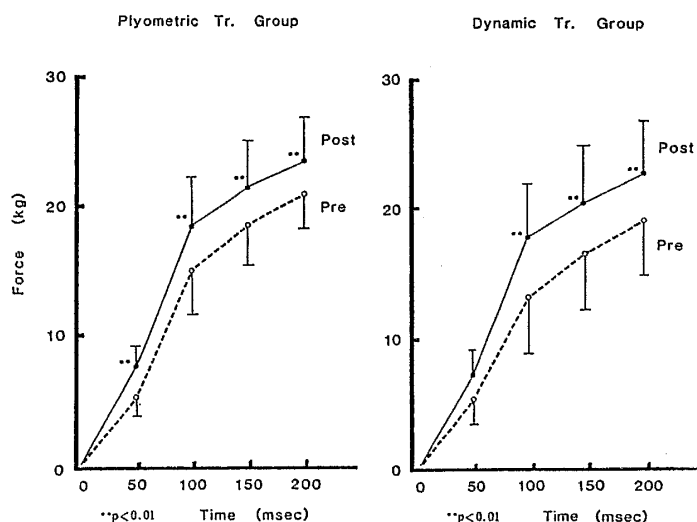 Plyometric Tr. Group
30
20
10
0
Force (kg)
**
**
**
**
Post
Pre
0 50 100 150 200
**p<0.01 Time (msec)
Dynamic Tr. Group
30
20
10
0
**
**
**
Post
Pre
0 50 100 150 200
**p<0.01 Time (msec)